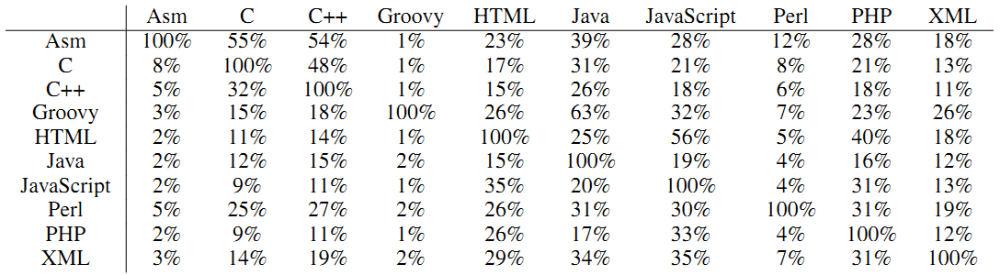 Asm C C++ Groovy HTML Java JavaScript Perl PHP XML
Asm 100% 55% 54% 1% 23% 39% 28% 12% 28% 18%
C 8% 100% 48% 1% 17% 31% 21% 8% 21% 13%
C++ 5% 32% 100% 1% 15% 26% 18% 6% 18% 11%
Groovy 3% 15% 18% 100% 26% 63% 32% 7% 23% 26%
HTML 2% 11% 14% 1% 100% 25% 56% 5% 40% 18%
Java 2% 12% 15% 2% 15% 100% 19% 4% 16% 12%
JavaScript 2% 9% 11% 1% 35% 20% 100% 4% 31% 13%
Perl 5% 25% 27% 2% 26% 31% 30% 100% 31% 19%
PHP 2% 9% 11% 1% 26% 17% 33% 4% 100% 12%
XML 3% 14% 19% 2% 29% 34% 35% 7% 31% 100%